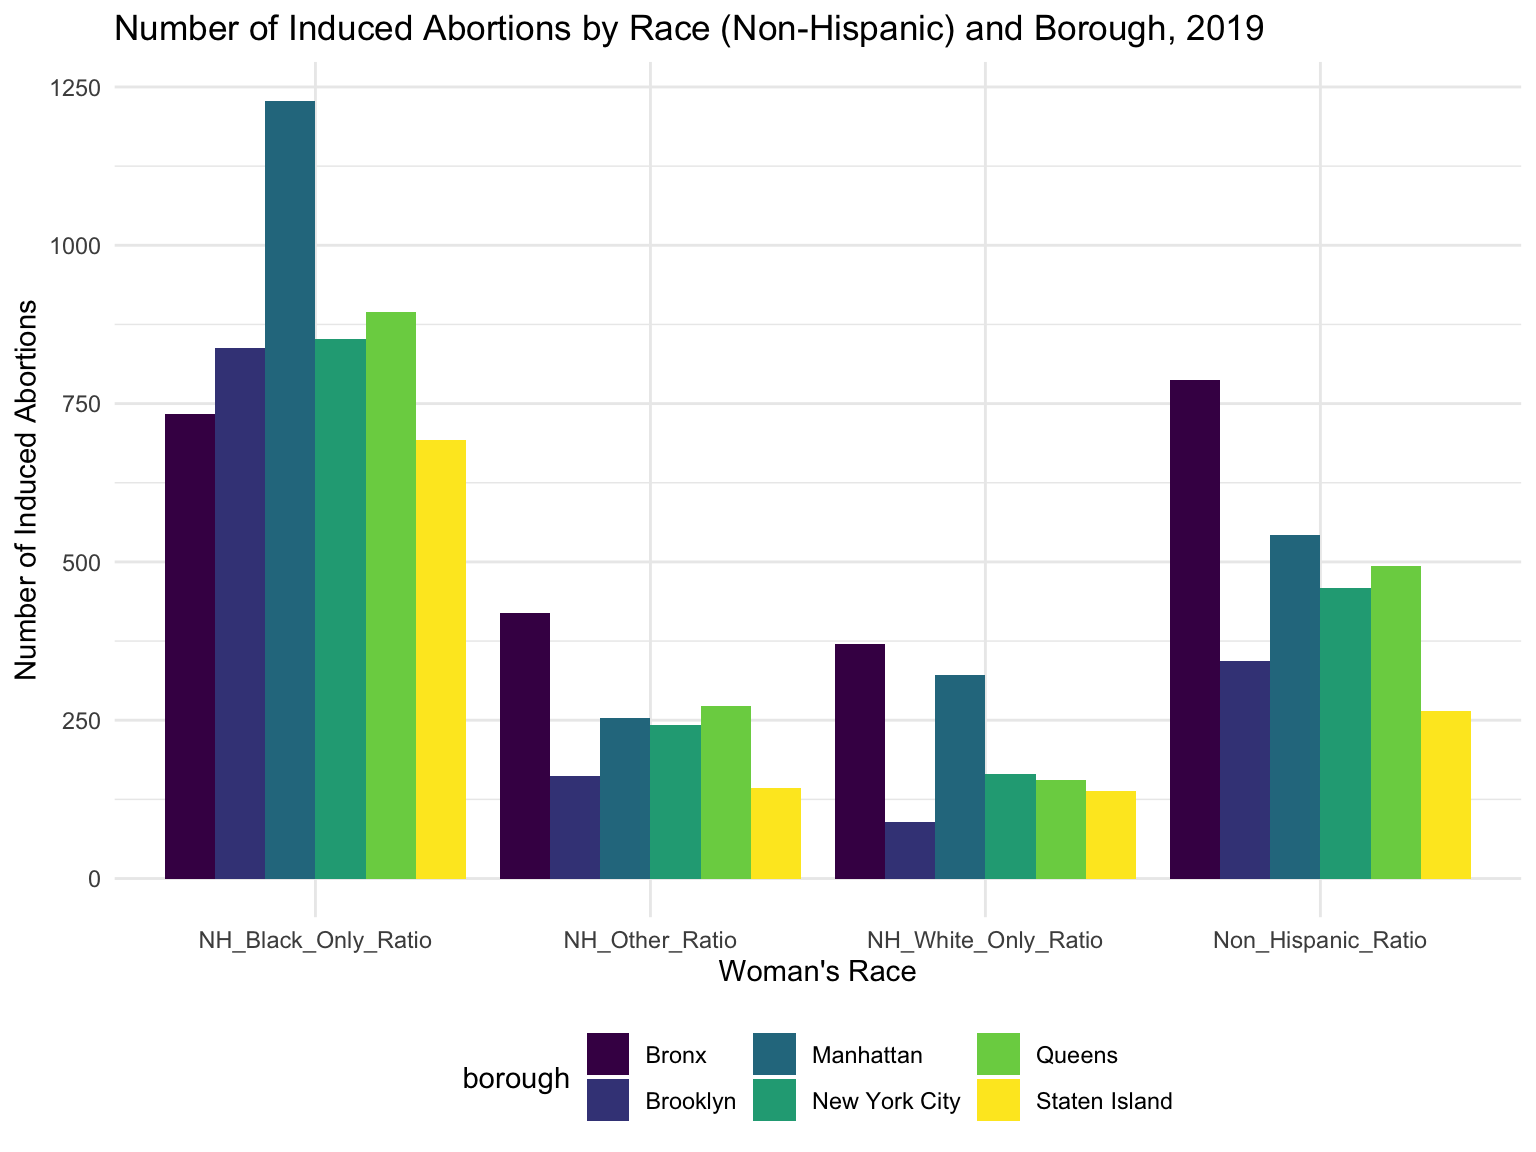 Number of Induced Abortions by Race (Non-Hispanic) and Borough, 2019
Number of Induced Abortions
1250
1000
750
500
250
0
NH_Black_Only_Ratio NH_Other_Ratio NH_White_Only_Ratio Non_Hispanic_Ratio
Woman's Race
borough
Bronx Manhattan Queens
Brooklyn New York City Staten Island